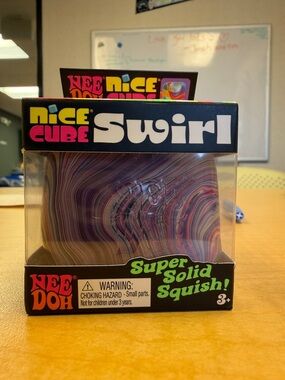 NEE DOH NiCE CUBE
NiCE CUBE Swirl
NEE DOH
WARNING:
CHOKING HAZARD - Small parts.
Not for children under 3 years.
Super
Solid
Squish!
3+